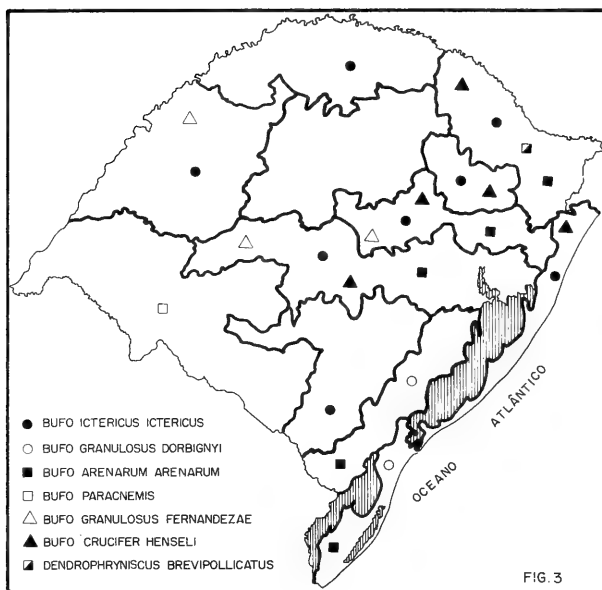 ATLÂNTICO
OCEANO
BUFO ICTERICUS ICTERICUS
BUFO GRANULOSUS DORBIGNYI
BUFO ARENARUM ARENARUM
BUFO PARACNEMIS
BUFO GRANULOSUS FERNANDEZAE
BUFO CRUCIFER HENSELI
DENDROPHRYNISCUS BREVIPOLLICATUS
FIG. 3